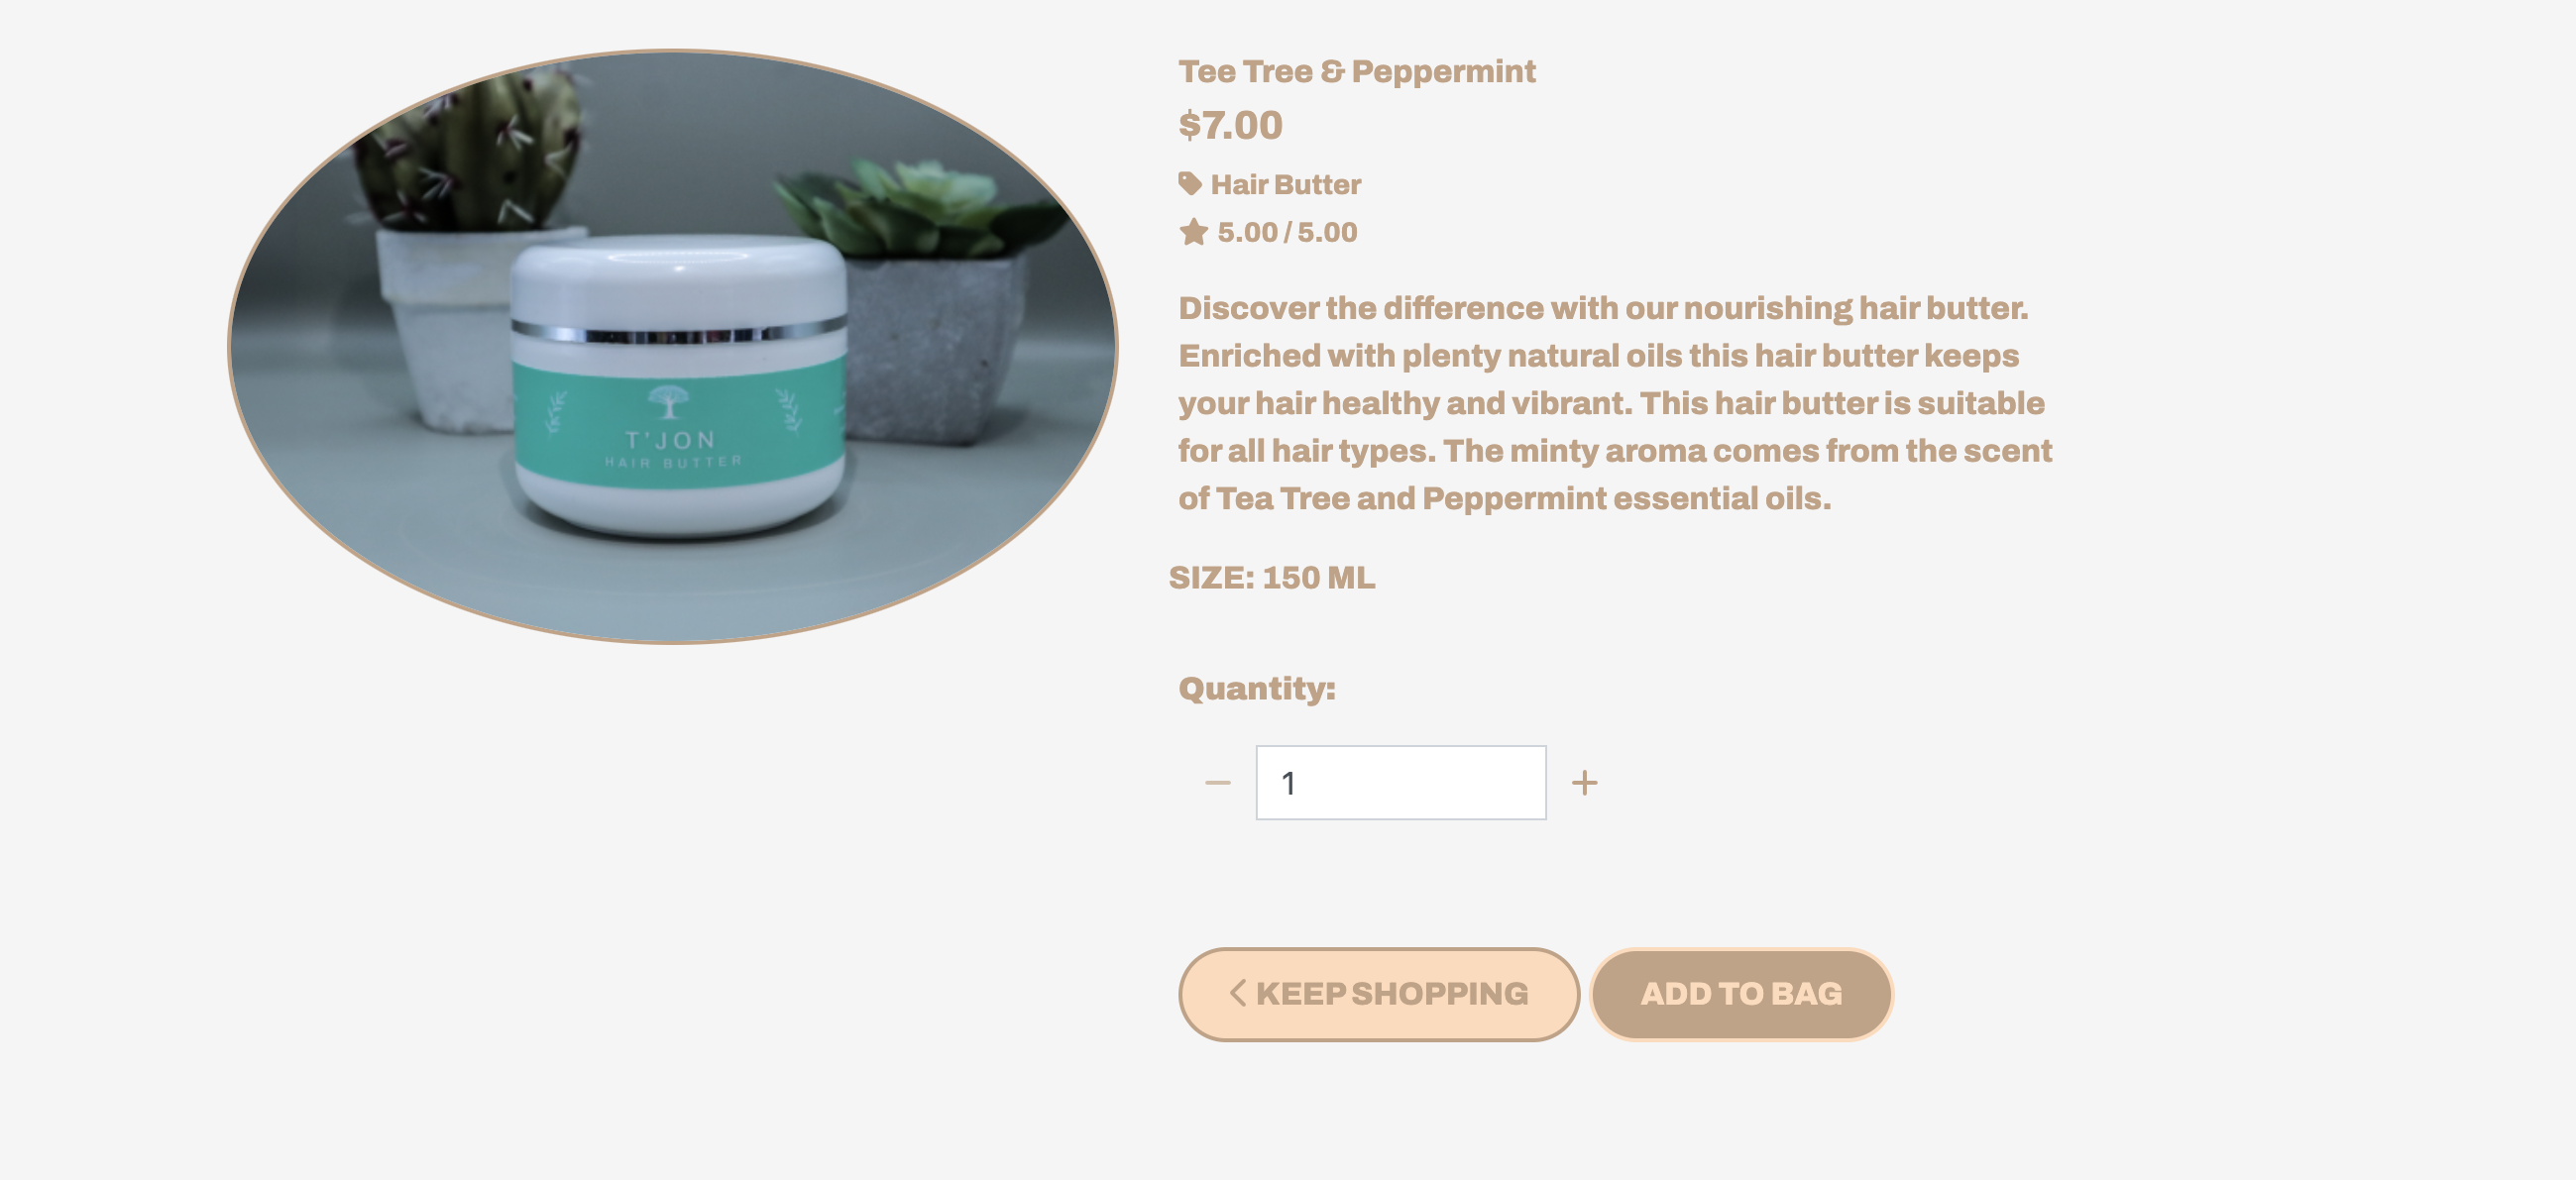 Tee Tree & Peppermint
$7.00
Hair Butter
5.00 / 5.00
Discover the difference with our nourishing hair butter.
Enriched with plenty natural oils this hair butter keeps
your hair healthy and vibrant. This hair butter is suitable
for all hair types. The minty aroma comes from the scent
of Tea Tree and Peppermint essential oils.
SIZE: 150 ML
Quantity:
1
KEEP SHOPPING
ADD TO BAG
T'JON
HAIR BUTTER